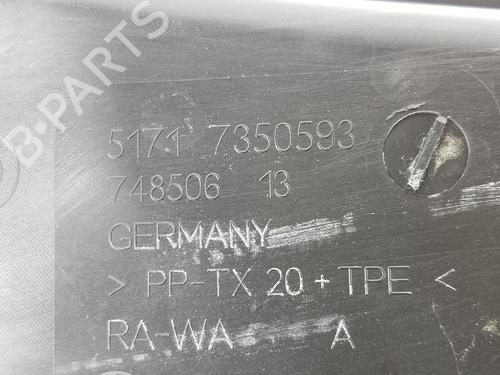 B-PARTS
5171 7350593
748506 13
GERMANY
> PP-TX 20 + TPE <
RA-WA A